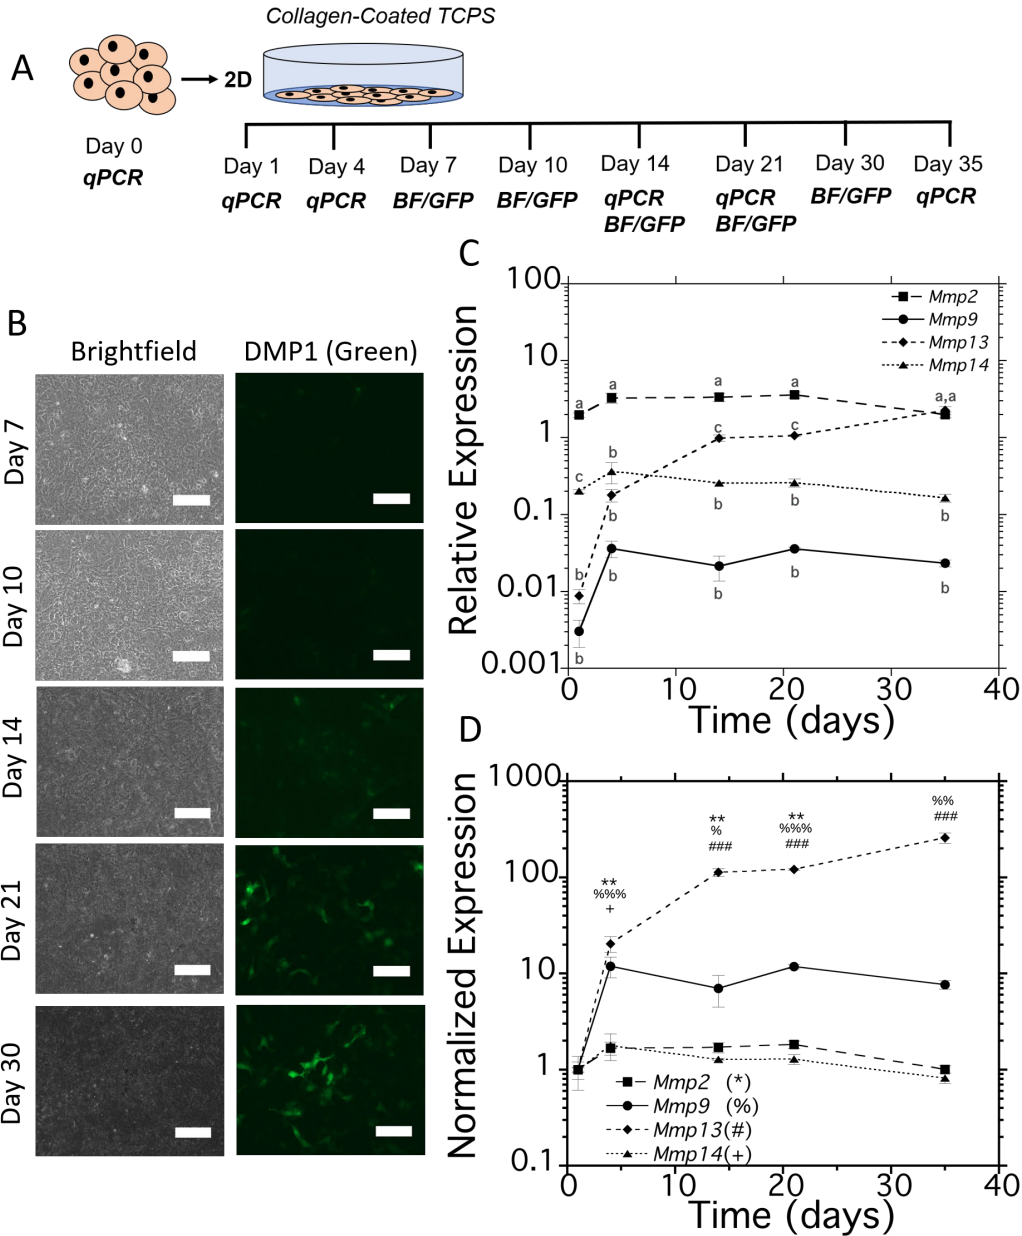 Collagen-Coated TCPS
A
2D
Day 0
qPCR
Day 1
qPCR
Day 4
qPCR
Day 7
BF/GFP
Day 10
BF/GFP
Day 14
qPCR
BF/GFP
Day 21
qPCR
BF/GFP
Day 30
BF/GFP
Day 35
qPCR
B
Brightfield
DMP1 (Green)
Day 7
Day 10
Day 14
Day 21
Day 30
C
Relative Expression
100
10
1
0.1
0.01
0.001
Mmp2
Mmp9
Mmp13
Mmp14
a
a
a
a
a,a
c
c
c
b
b
b
b
b
b
b
b
b
b
b
b
0
10
20
30
40
Time (days)
D
Normalized Expression
1000
100
10
1
0.1
**
%%%
+
**
%
###
**
%%%
###
%%
###
Mmp2 (*)
Mmp9 (%)
Mmp13(#)
Mmp14(+)
0
10
20
30
40
Time (days)